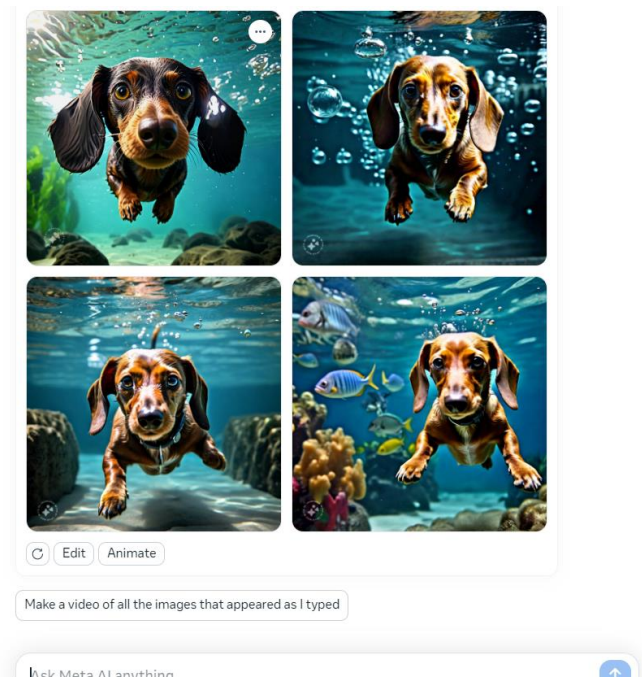 Edit
Animate
Make a video of all the images that appeared as I typed
Ask Meta AI anything